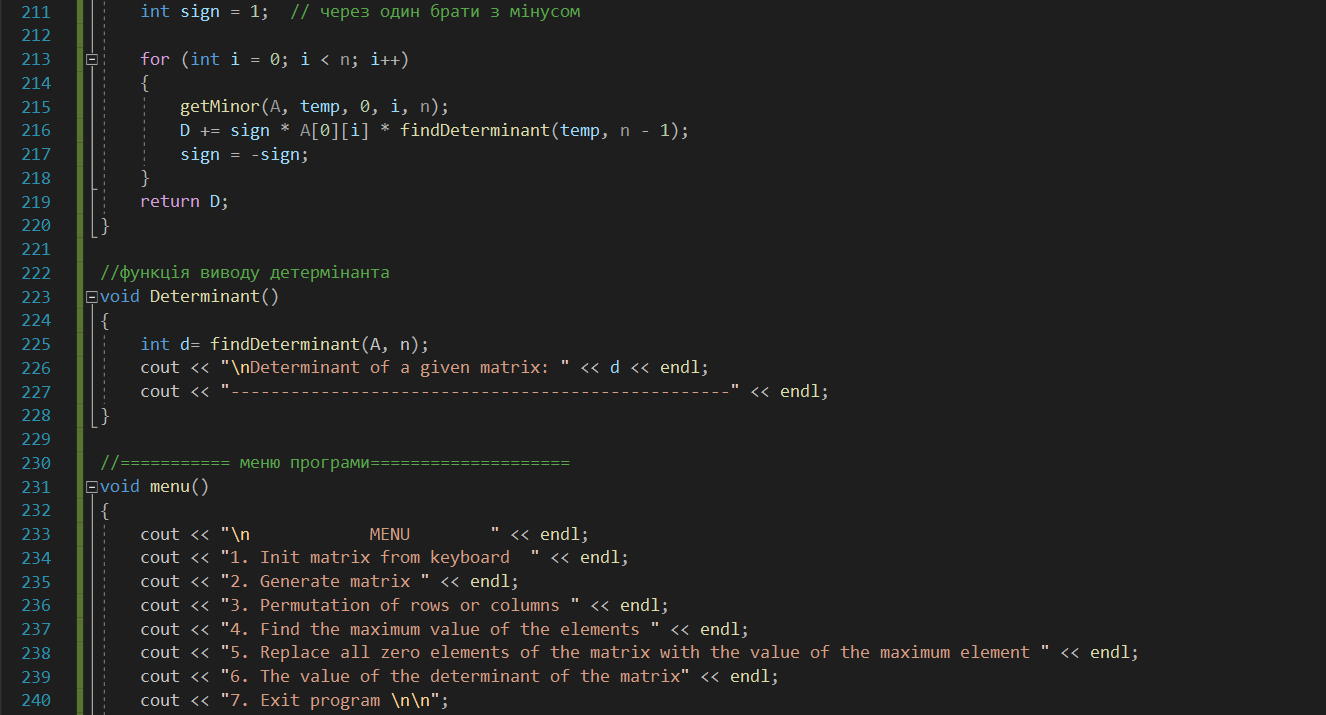 211 int sign = 1;  // через один брати з мінусом
212
213 for (int i = 0; i < n; i++)
214 {
215     getMinor(A, temp, 0, i, n);
216     D += sign * A[0][i] * findDeterminant(temp, n - 1);
217     sign = -sign;
218 }
219 return D;
220 }
221
222 //функція виводу детермінанта
223 void Determinant()
224 {
225     int d= findDeterminant(A, n);
226     cout << "\nDeterminant of a given matrix: " << d << endl;
227     cout << "--------------------------------------------------" << endl;
228 }
229
230 //=========== меню програми====================
231 void menu()
232 {
233     cout << "\n            MENU        " << endl;
234     cout << "1. Init matrix from keyboard  " << endl;
235     cout << "2. Generate matrix " << endl;
236     cout << "3. Permutation of rows or columns " << endl;
237     cout << "4. Find the maximum value of the elements " << endl;
238     cout << "5. Replace all zero elements of the matrix with the value of the maximum element " << endl;
239     cout << "6. The value of the determinant of the matrix" << endl;
240     cout << "7. Exit program \n\n";